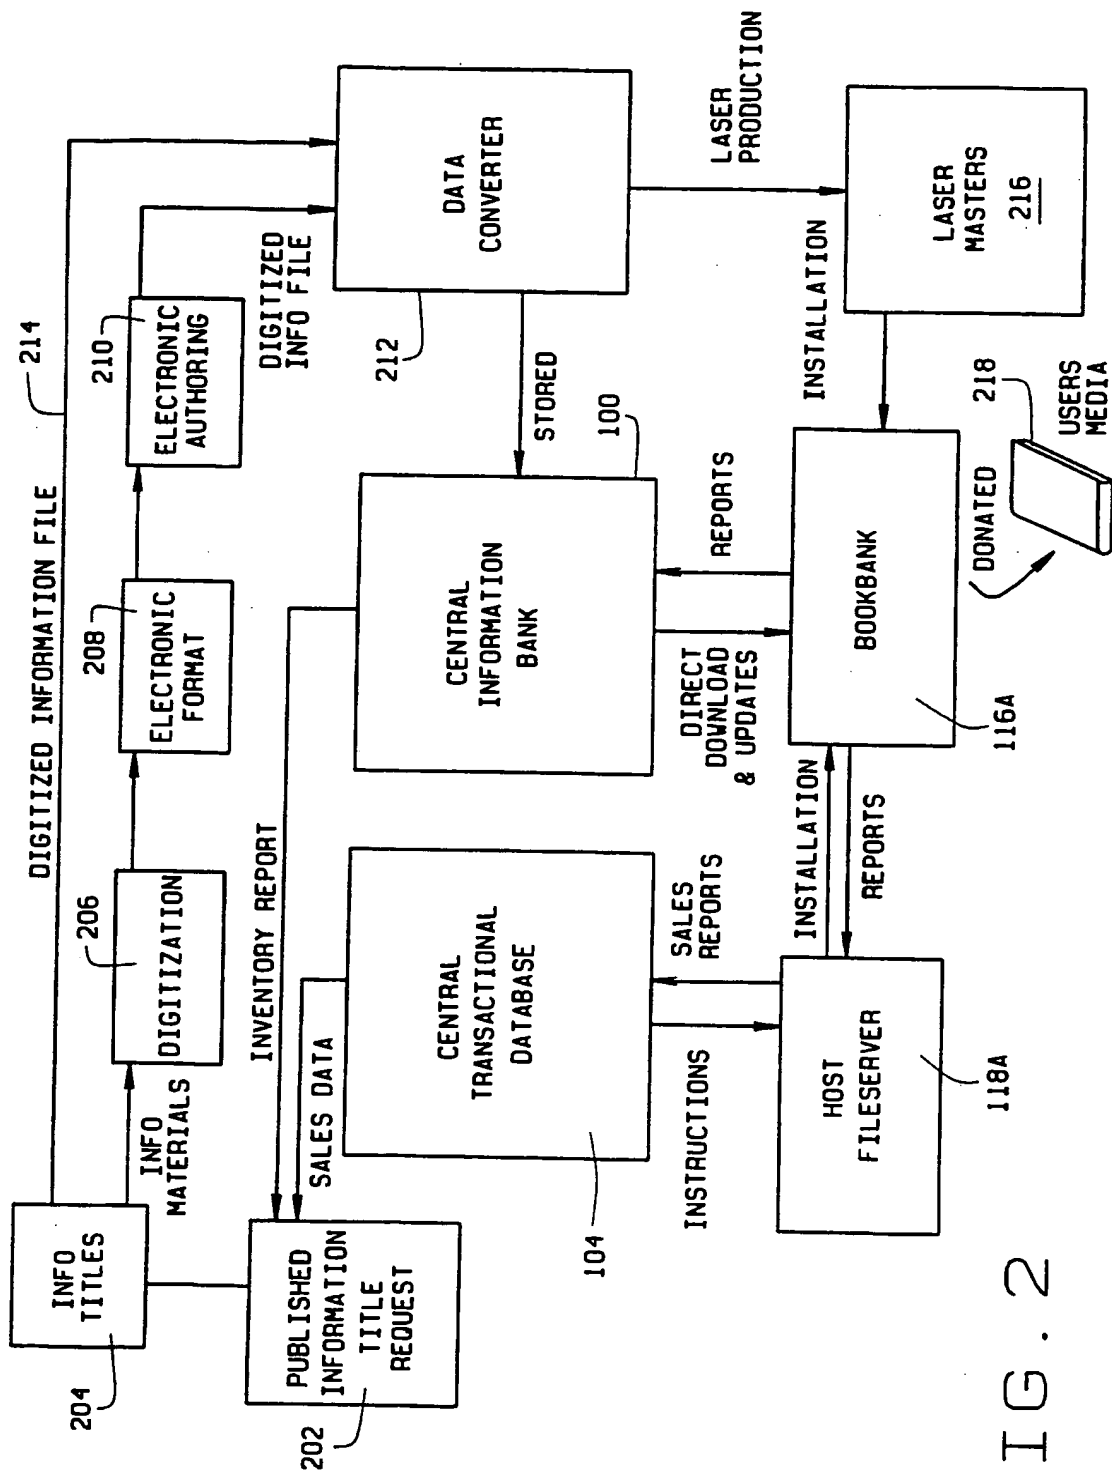 DIGITIZED INFORMATION FILE
214
INFO
TITLES
204
INFO
MATERIALS
DIGITIZATION
206
ELECTRONIC
FORMAT
208
ELECTRONIC
AUTHORING
210
DIGITIZED
INFO FILE
PUBLISHED
INFORMATION
TITLE
REQUEST
202
INVENTORY REPORT
SALES DATA
CENTRAL
TRANSACTIONAL
DATABASE
104
CENTRAL
INFORMATION
BANK
100
STORED
DATA
CONVERTER
212
LASER
PRODUCTION
INSTRUCTIONS
SALES
REPORTS
DIRECT
DOWNLOAD
& UPDATES
REPORTS
HOST
FILESERVER
118A
INSTALLATION
REPORTS
BOOKBANK
116A
INSTALLATION
LASER
MASTERS
216
DONATED
218
USERS
MEDIA
IG. 2